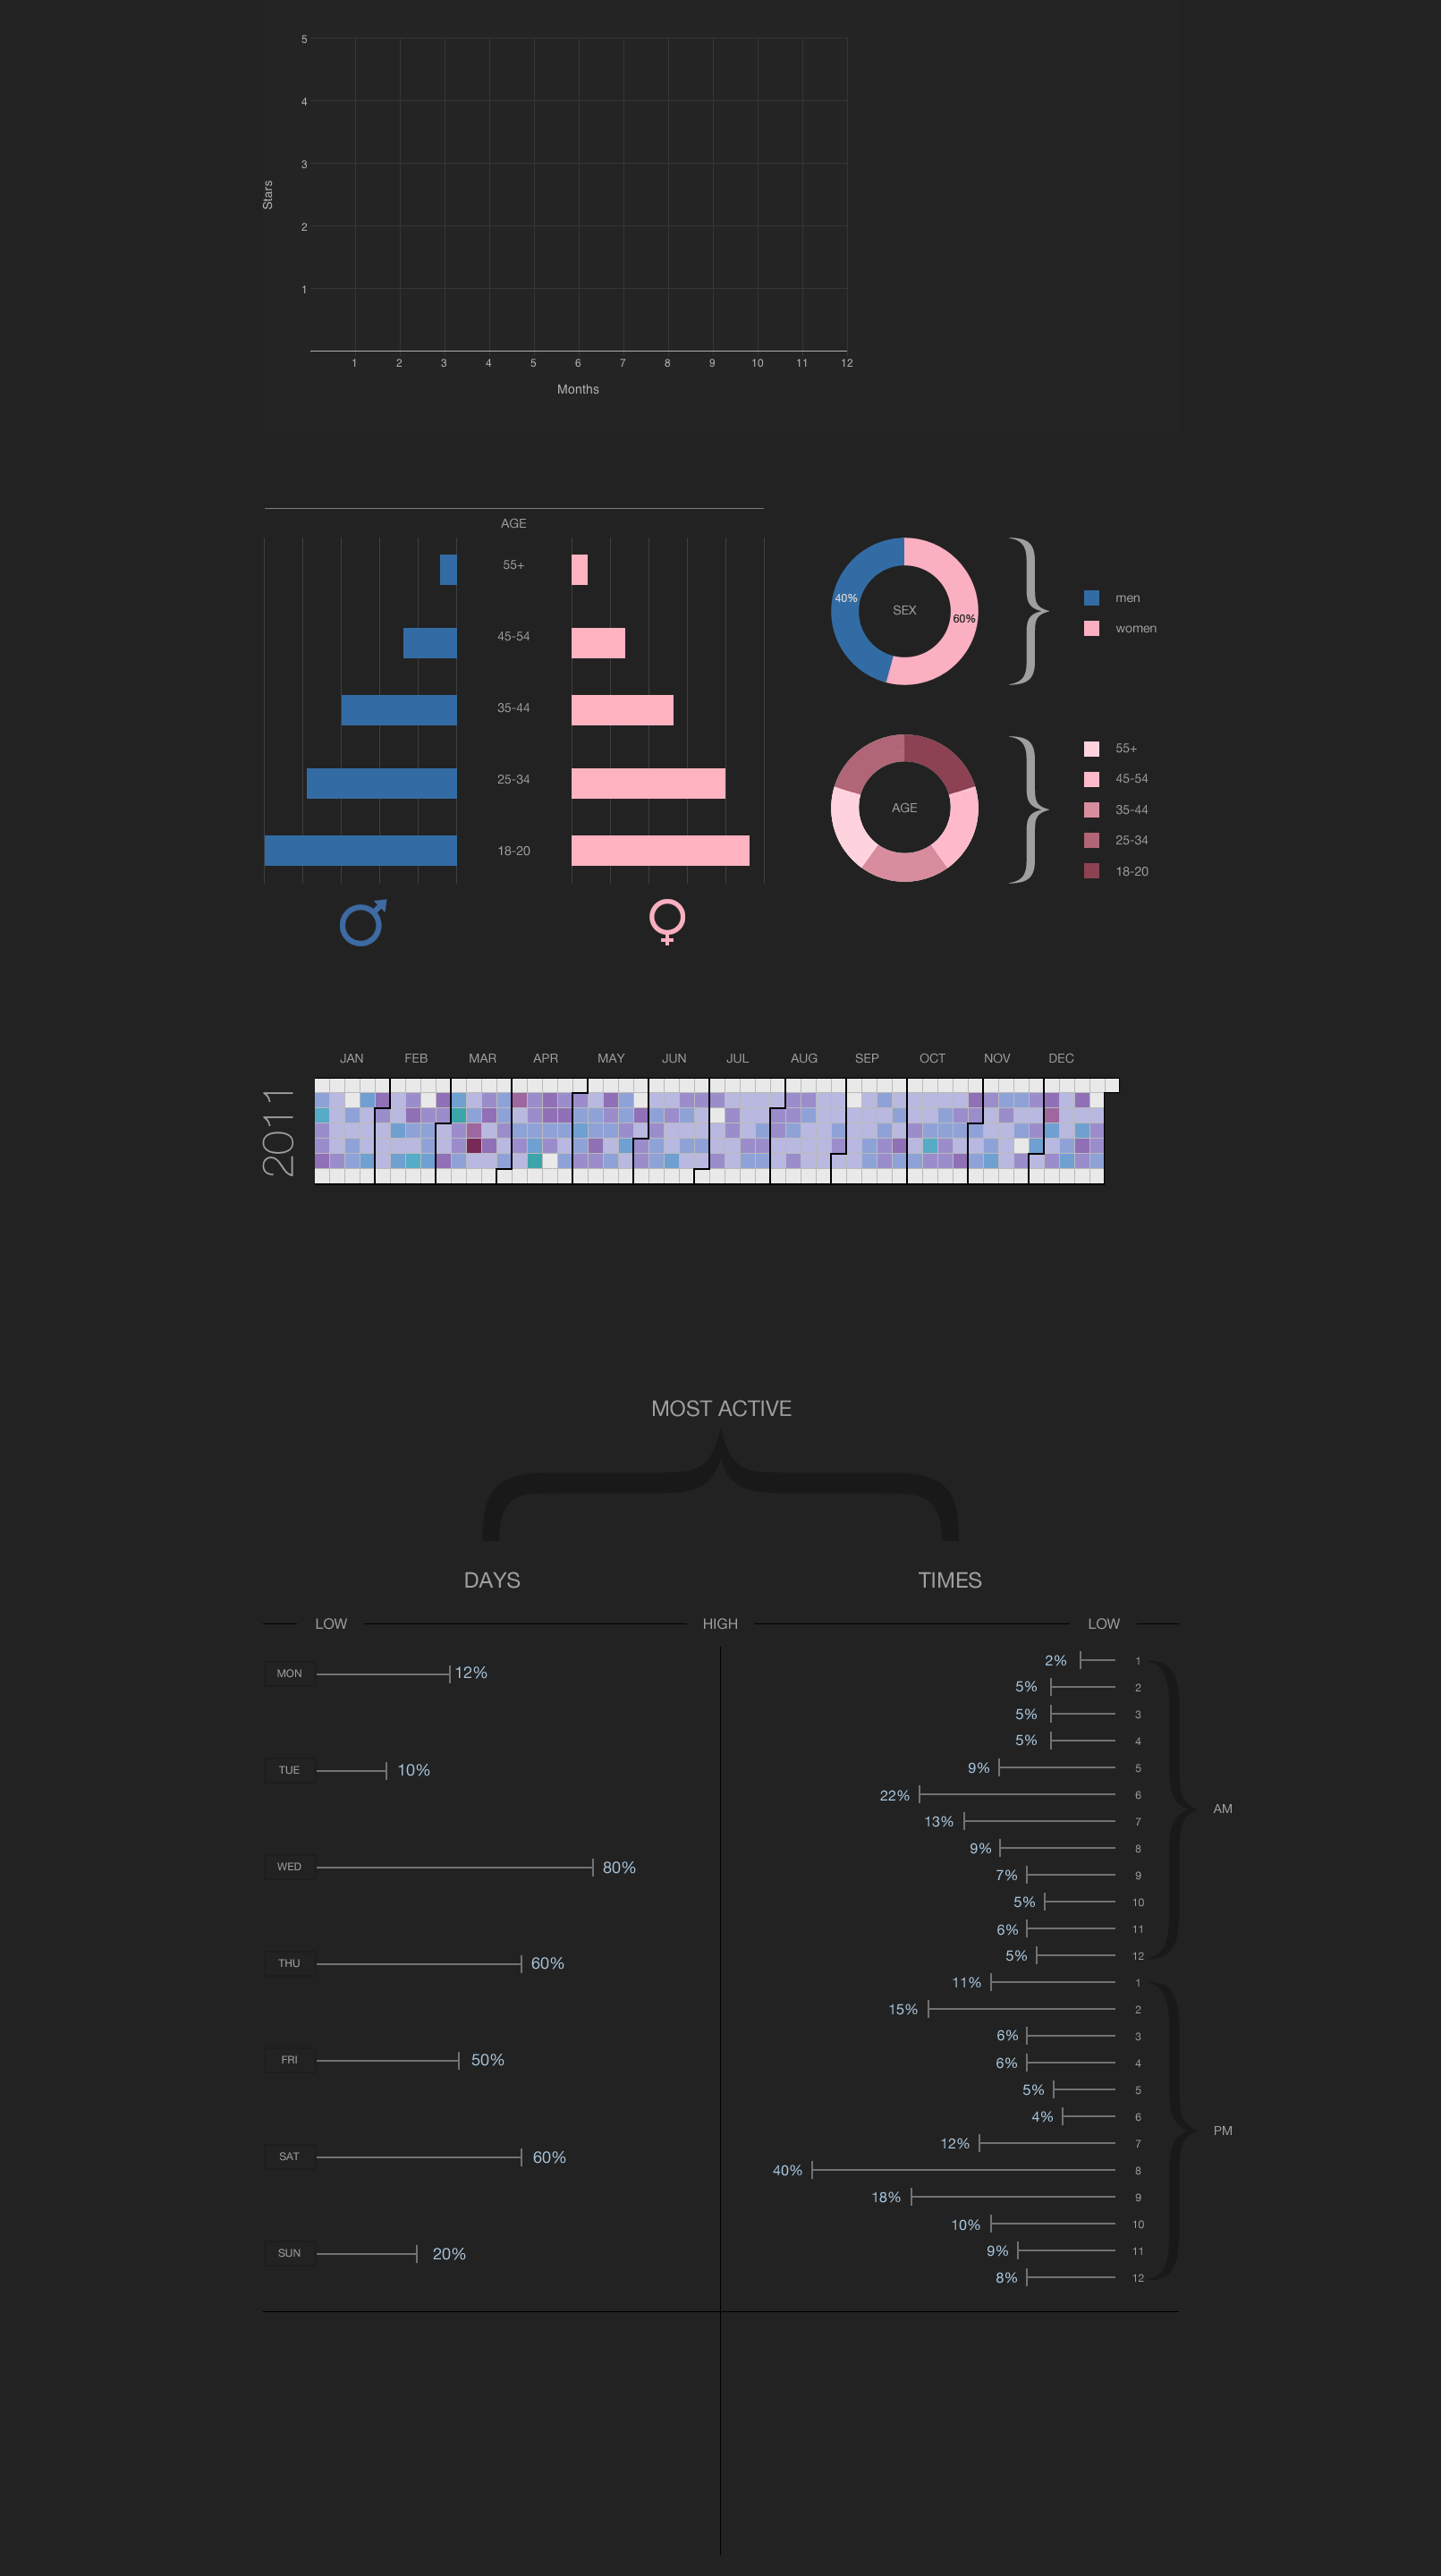 5
4
3
2
1
Stars
1 2 3 4 5 6 7 8 9 10 11 12
Months
AGE
55+
45-54
35-44
25-34
18-20
40%
SEX
60%
men
women
AGE
55+
45-54
35-44
25-34
18-20
2011
JAN FEB MAR APR MAY JUN JUL AUG SEP OCT NOV DEC
MOST ACTIVE
DAYS
TIMES
LOW
HIGH
LOW
MON 12%
TUE 10%
WED 80%
THU 60%
FRI 50%
SAT 60%
SUN 20%
2% 1
5% 2
5% 3
5% 4
9% 5
22% 6
13% 7
9% 8
7% 9
5% 10
6% 11
5% 12
AM
11% 1
15% 2
6% 3
6% 4
5% 5
4% 6
12% 7
40% 8
18% 9
10% 10
9% 11
8% 12
PM